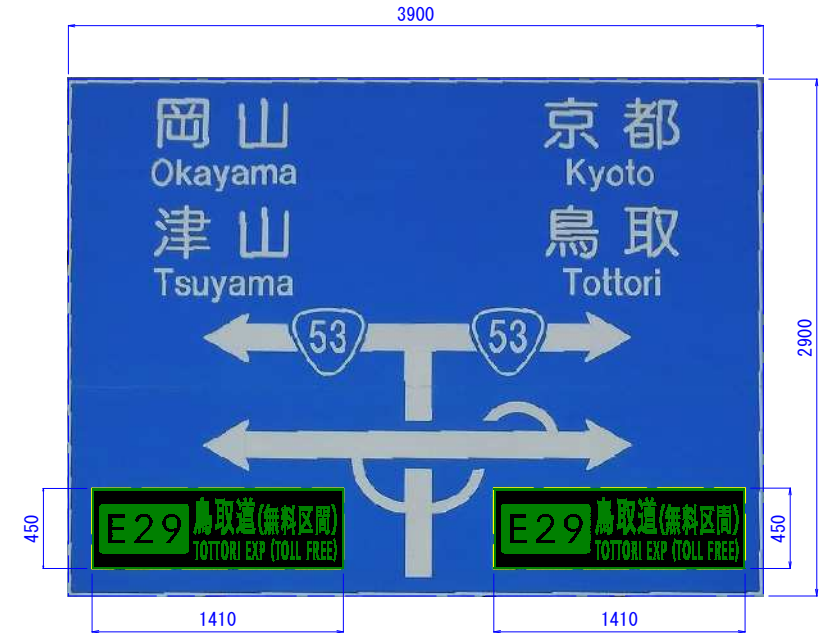 3900
岡山
Okayama
京都
Kyoto
津山
Tsuyama
鳥取
Tottori
53
53
2900
450
E29
鳥取道(無料区間)
TOTTORI EXP (TOLL FREE)
E29
鳥取道(無料区間)
TOTTORI EXP (TOLL FREE)
450
1410
1410